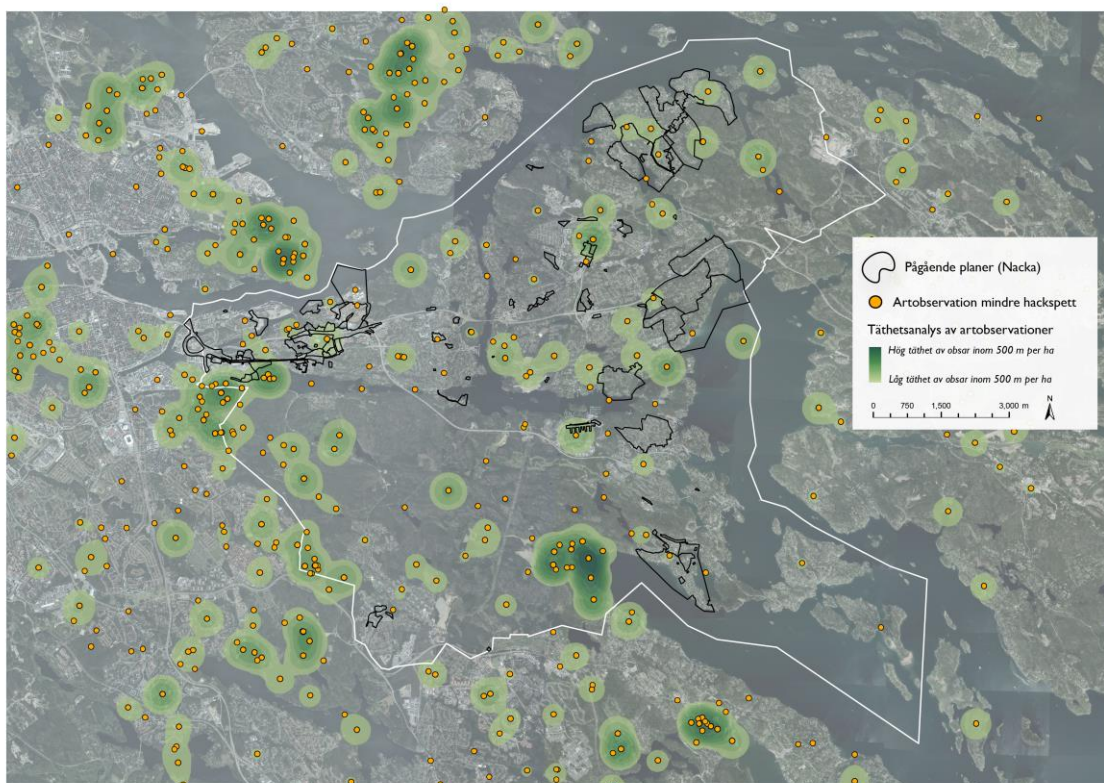 Pågående planer (Nacka)
Artobservation mindre hackspett
Täthetsanalys av artobservationer
Hög täthet av obsar inom 500 m per ha
Låg täthet av obsar inom 500 m per ha
N
0 750 1,500 3,000 m